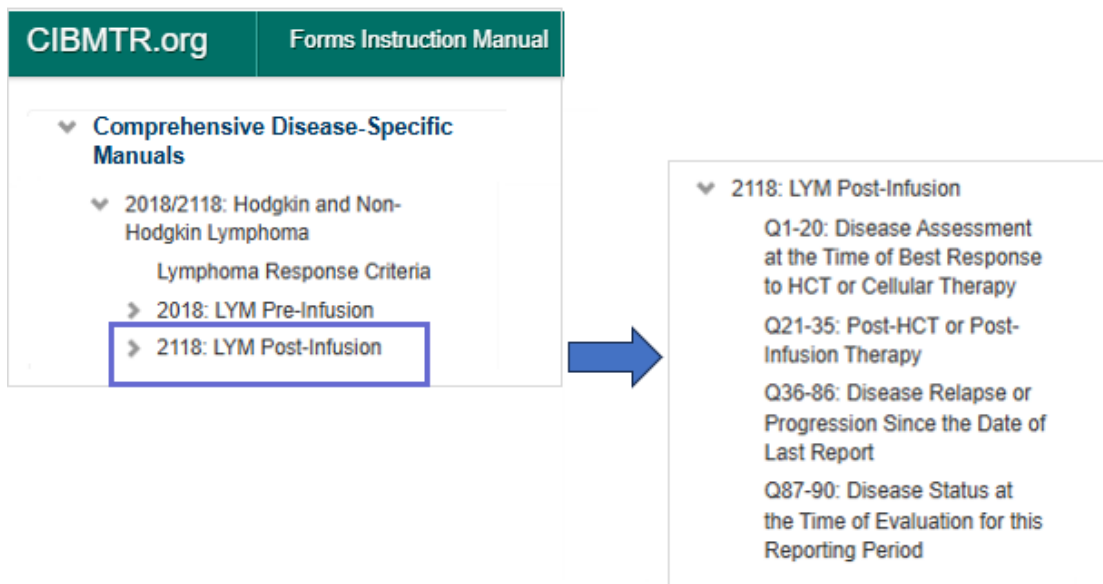 CIBMTR.org
Forms Instruction Manual
Comprehensive Disease-Specific
Manuals
2018/2118: Hodgkin and Non-
Hodgkin Lymphoma
Lymphoma Response Criteria
2018: LYM Pre-Infusion
2118: LYM Post-Infusion
2118: LYM Post-Infusion
Q1-20: Disease Assessment
at the Time of Best Response
to HCT or Cellular Therapy
Q21-35: Post-HCT or Post-
Infusion Therapy
Q36-86: Disease Relapse or
Progression Since the Date of
Last Report
Q87-90: Disease Status at
the Time of Evaluation for this
Reporting Period